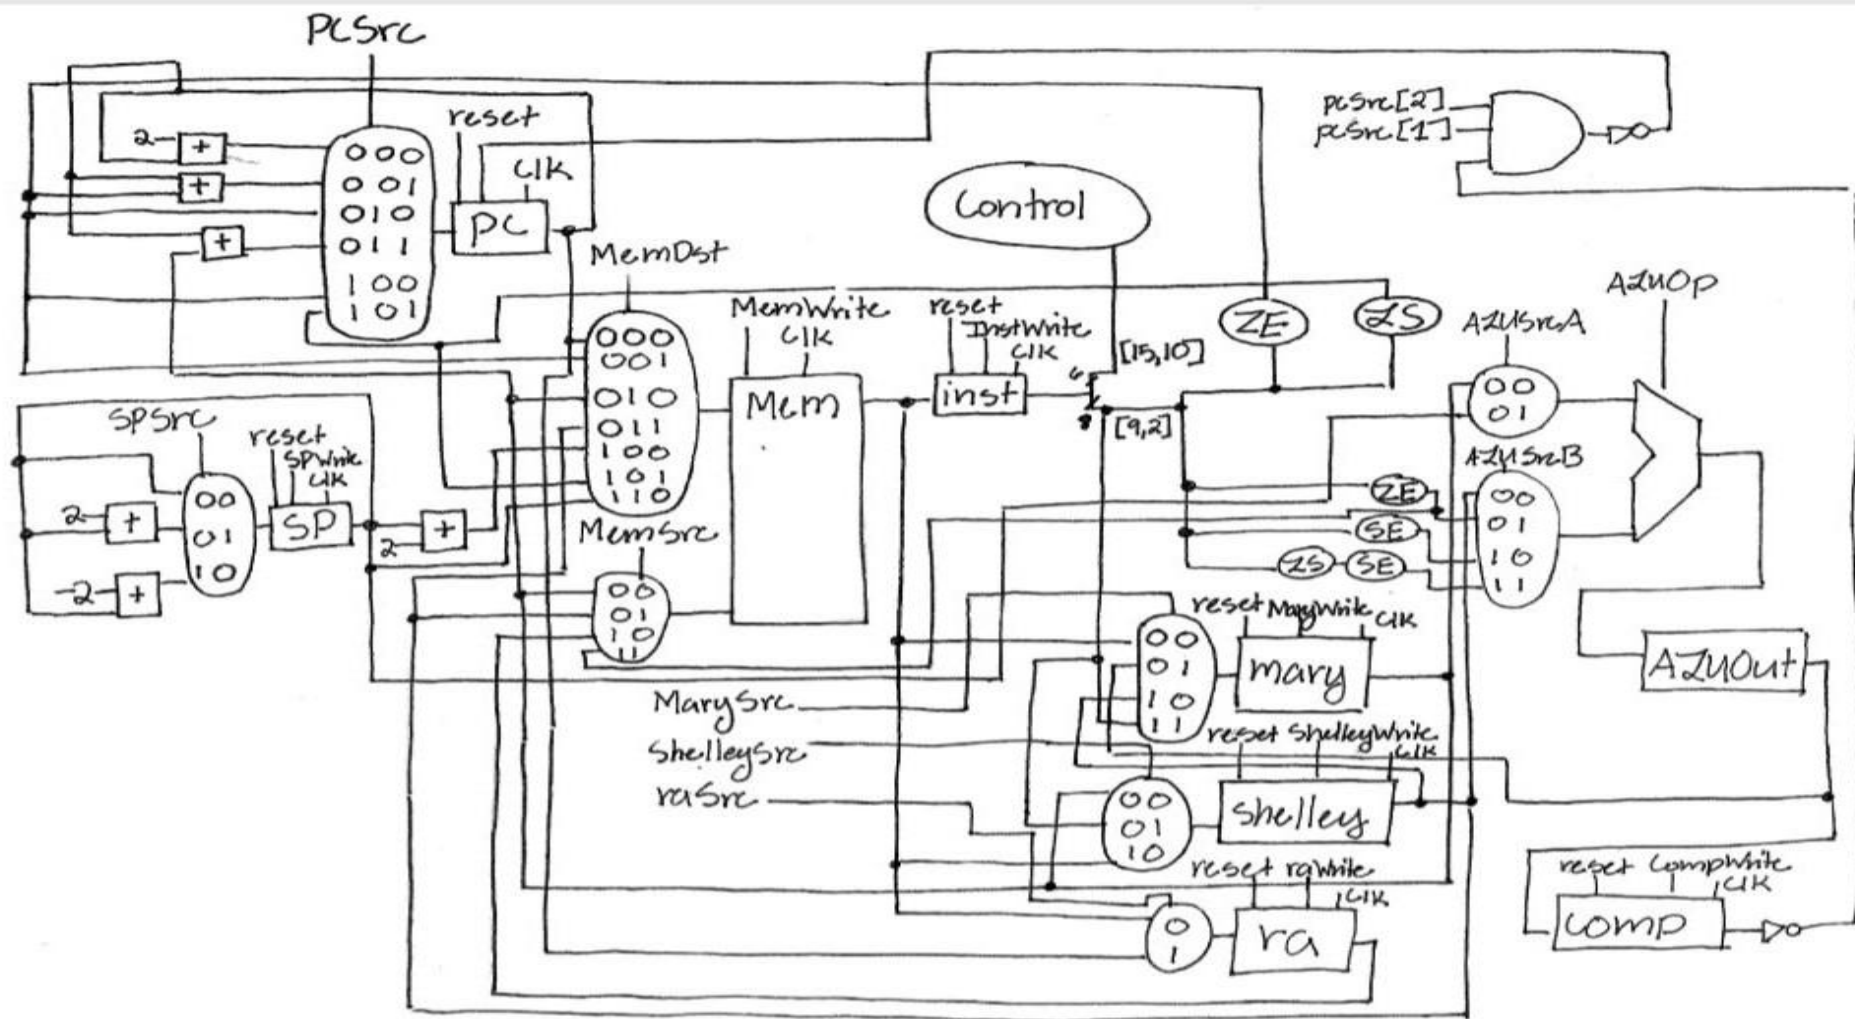 PCSrc
reset
Clk
2
+
+
+
000
001
010
011
100
101
PC
pcSrc[2]
pcSrc[1]
Control
MemDst
000
001
010
011
100
101
110
MemWrite
Clk
Mem
reset
InstWrite
Clk
inst
6
[15,10]
8
[9,2]
ZE
ZS
ALUSrcA
00
01
ALUOp
ALUSrcB
00
01
10
11
ZE
SE
ZS
SE
SPSrc
reset
SPWrite
Clk
00
01
10
SP
2
+
-2
+
+
2
MemSrc
00
01
10
11
reset MaryWrite Clk
00
01
10
11
mary
ALUOut
MarySrc
ShelleySrc
raSrc
reset ShelleyWrite
Clk
00
01
10
Shelley
reset raWrite
Clk
0
1
ra
reset CompWrite
Clk
Comp